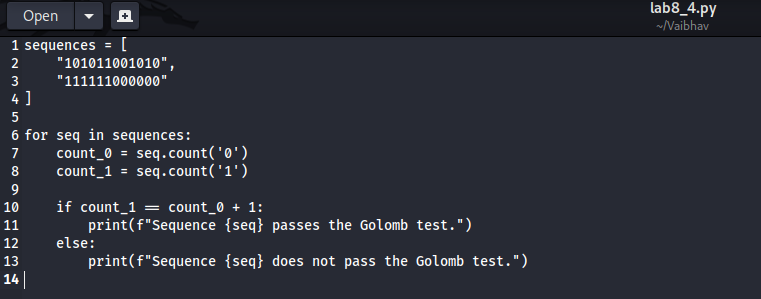 Open
lab8_4.py
~/Vaibhav
1 sequences = [
2     "101011001010",
3     "111111000000"
4 ]
5
6 for seq in sequences:
7     count_0 = seq.count('0')
8     count_1 = seq.count('1')
9
10     if count_1 == count_0 + 1:
11         print(f"Sequence {seq} passes the Golomb test.")
12     else:
13         print(f"Sequence {seq} does not pass the Golomb test.")
14